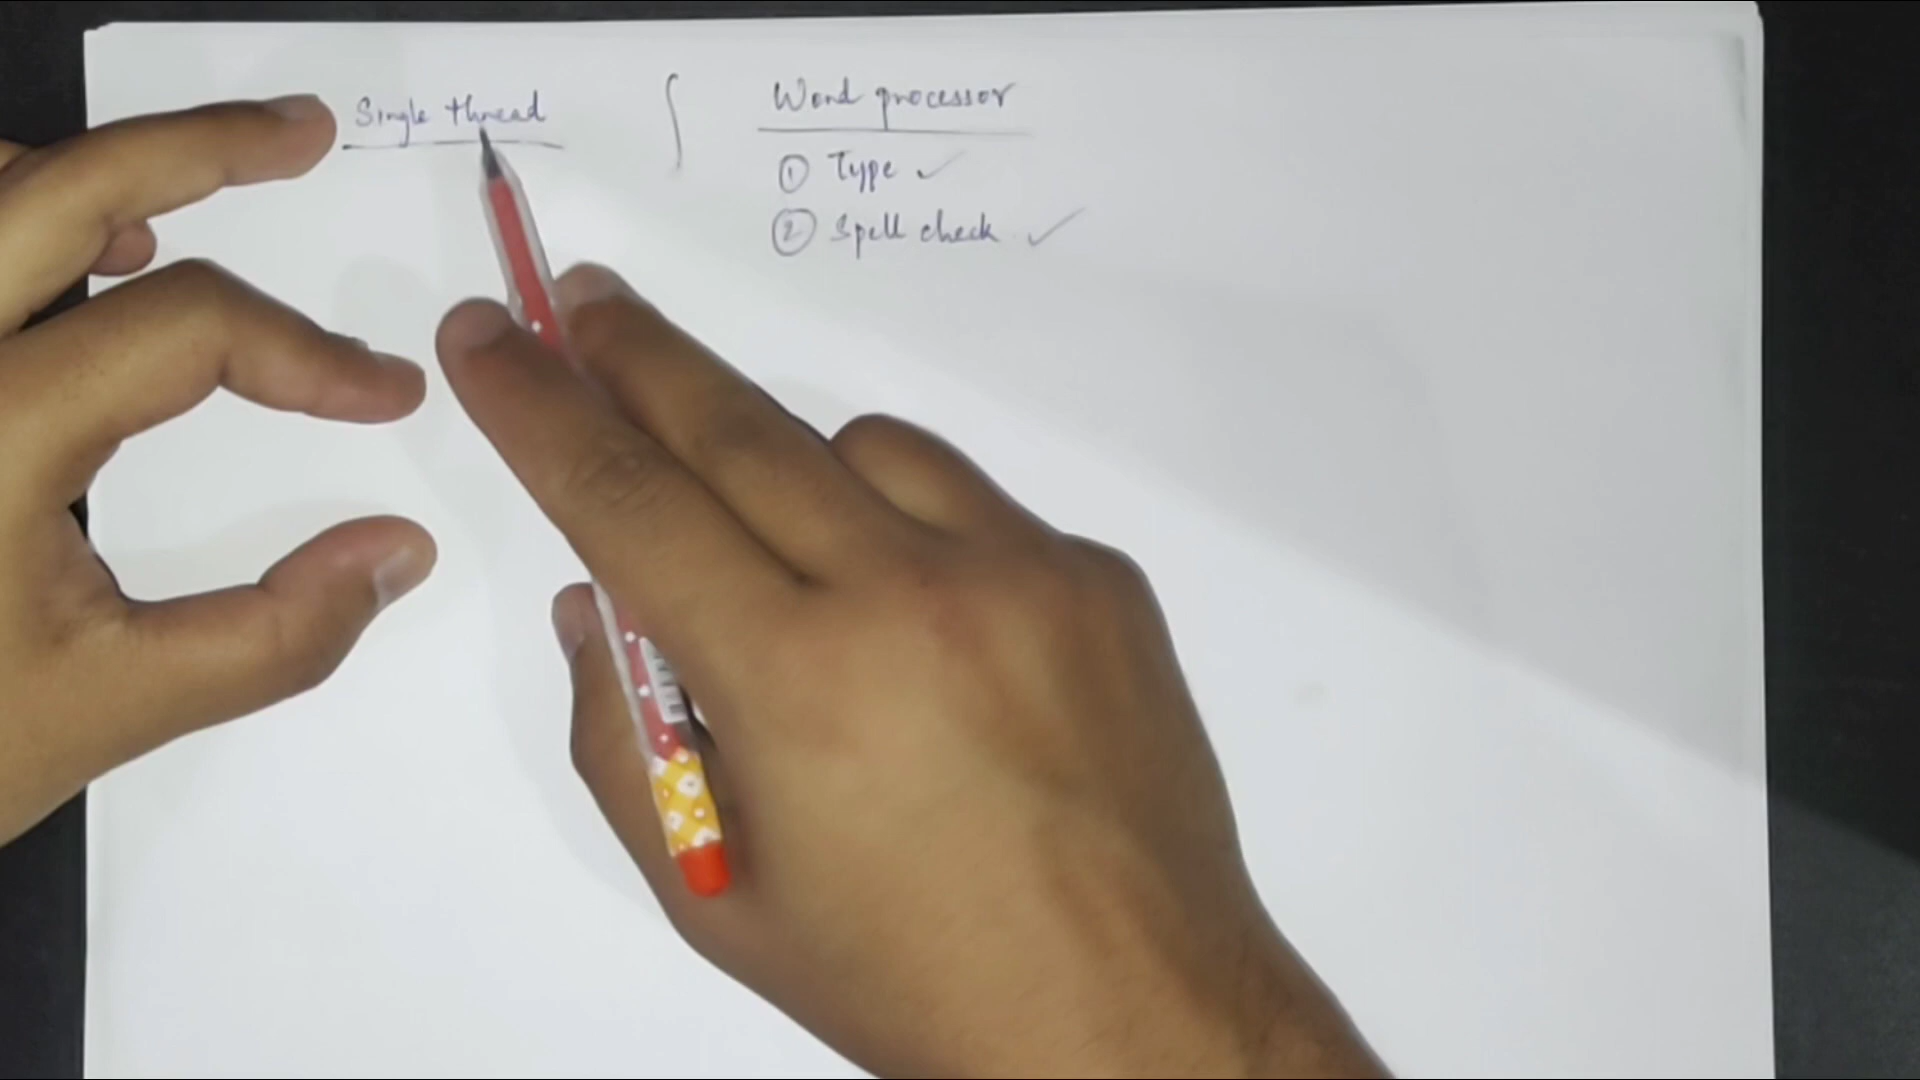 Single thread
Word processor
① Type ✓
② Spell check ✓